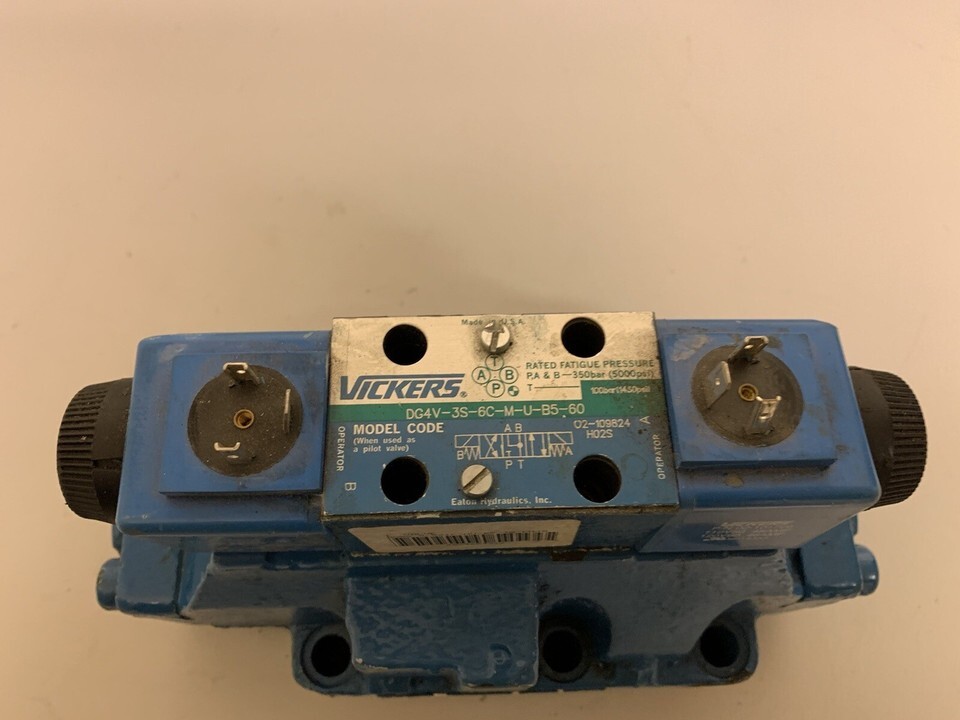 Made U.S.A.
T
A B
P
VICKERS®
RATED FATIGUE PRESSURE
P,A & B—350bar (5000psi)
T—— 100bar(1450psi)
DG4V-3S-6C-M-U-B5-60
MODEL CODE
(When used as
a pilot valve)
A B
B A
P T
02-109824
H02S
OPERATOR B
OPERATOR A
Eaton Hydraulics, Inc.